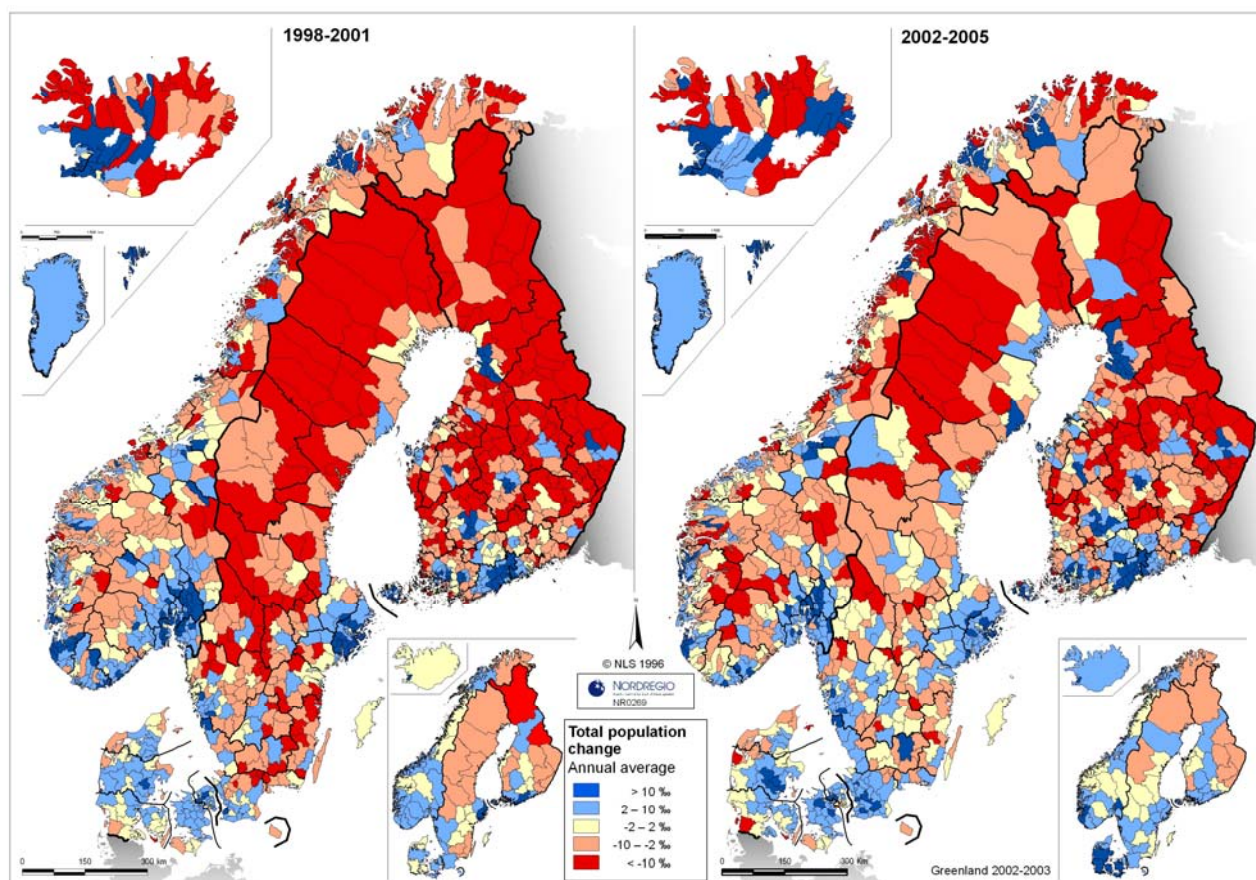 1998-2001
2002-2005
© NLS 1996
NORDREGIO
NR0269
Total population
change
Annual average
> 10 ‰
2 – 10 ‰
-2 – 2 ‰
-10 – -2 ‰
< -10 ‰
0 150 300 Km
0 150 300 Km
Greenland 2002-2003